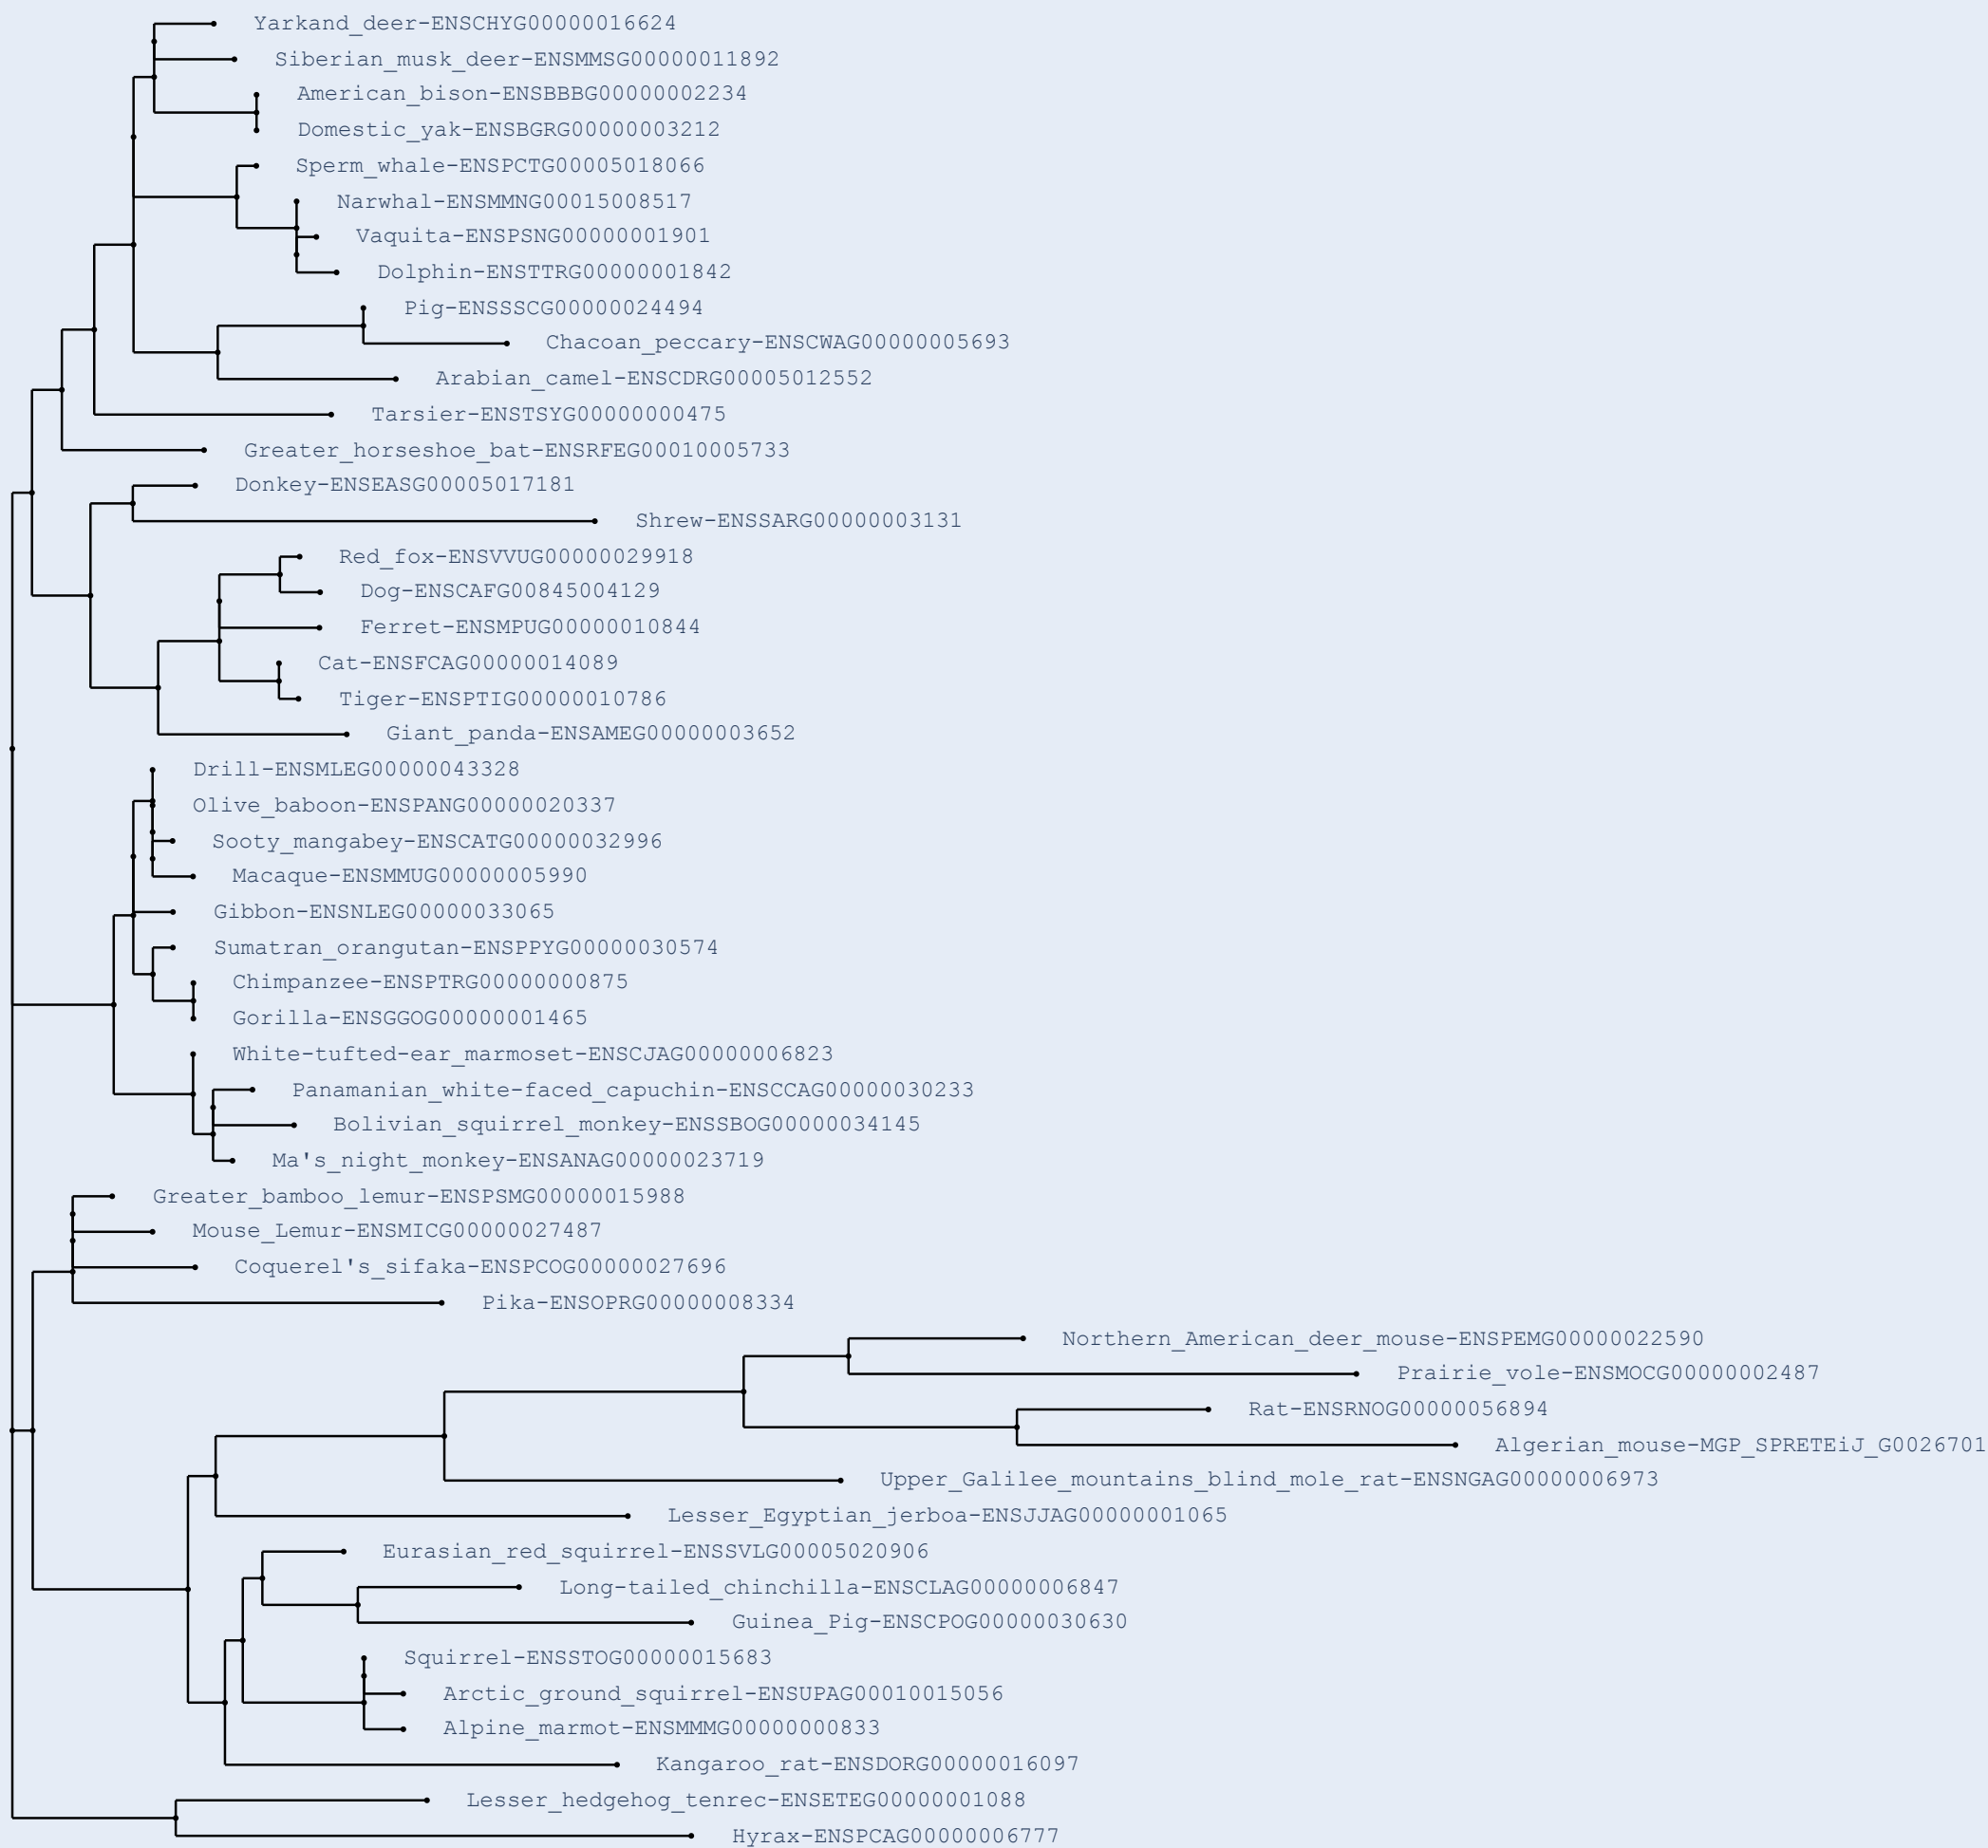 Yarkand_deer-ENSCHYG00000016624
Siberian_musk_deer-ENSMMSG00000011892
American_bison-ENSBBBG00000002234
Domestic_yak-ENSBGRG00000003212
Sperm_whale-ENSPCTG00005018066
Narwhal-ENSMMNG00015008517
Vaquita-ENSPSNG00000001901
Dolphin-ENSTTRG00000001842
Pig-ENSSSCG00000024494
Chacoan_peccary-ENSCWAG00000005693
Arabian_camel-ENSCDRG00005012552
Tarsier-ENSTSYG00000000475
Greater_horseshoe_bat-ENSRFEG00010005733
Donkey-ENSEASG00005017181
Shrew-ENSSARG00000003131
Red_fox-ENSVVUG00000029918
Dog-ENSCAFG00845004129
Ferret-ENSMPUG00000010844
Cat-ENSFCAG00000014089
Tiger-ENSPTIG00000010786
Giant_panda-ENSAMEG00000003652
Drill-ENSMLEG00000043328
Olive_baboon-ENSPANG00000020337
Sooty_mangabey-ENSCATG00000032996
Macaque-ENSMMUG00000005990
Gibbon-ENSNLEG00000033065
Sumatran_orangutan-ENSPPYG00000030574
Chimpanzee-ENSPTRG00000000875
Gorilla-ENSGGOG00000001465
White-tufted-ear_marmoset-ENSCJAG00000006823
Panamanian_white-faced_capuchin-ENSCCAG00000030233
Bolivian_squirrel_monkey-ENSSBOG00000034145
Ma's_night_monkey-ENSANAG00000023719
Greater_bamboo_lemur-ENSPSMG00000015988
Mouse_Lemur-ENSMICG00000027487
Coquerel's_sifaka-ENSPCOG00000027696
Pika-ENSOPRG00000008334
Northern_American_deer_mouse-ENSPEMG00000022590
Prairie_vole-ENSMOCG00000002487
Rat-ENSRNOG00000056894
Algerian_mouse-MGP_SPRETEiJ_G0026701
Upper_Galilee_mountains_blind_mole_rat-ENSNGAG00000006973
Lesser_Egyptian_jerboa-ENSJJAG00000001065
Eurasian_red_squirrel-ENSSVLG00005020906
Long-tailed_chinchilla-ENSCLAG00000006847
Guinea_Pig-ENSCPOG00000030630
Squirrel-ENSSTOG00000015683
Arctic_ground_squirrel-ENSUPAG00010015056
Alpine_marmot-ENSMMMG00000000833
Kangaroo_rat-ENSDORG00000016097
Lesser_hedgehog_tenrec-ENSETEG00000001088
Hyrax-ENSPCAG00000006777